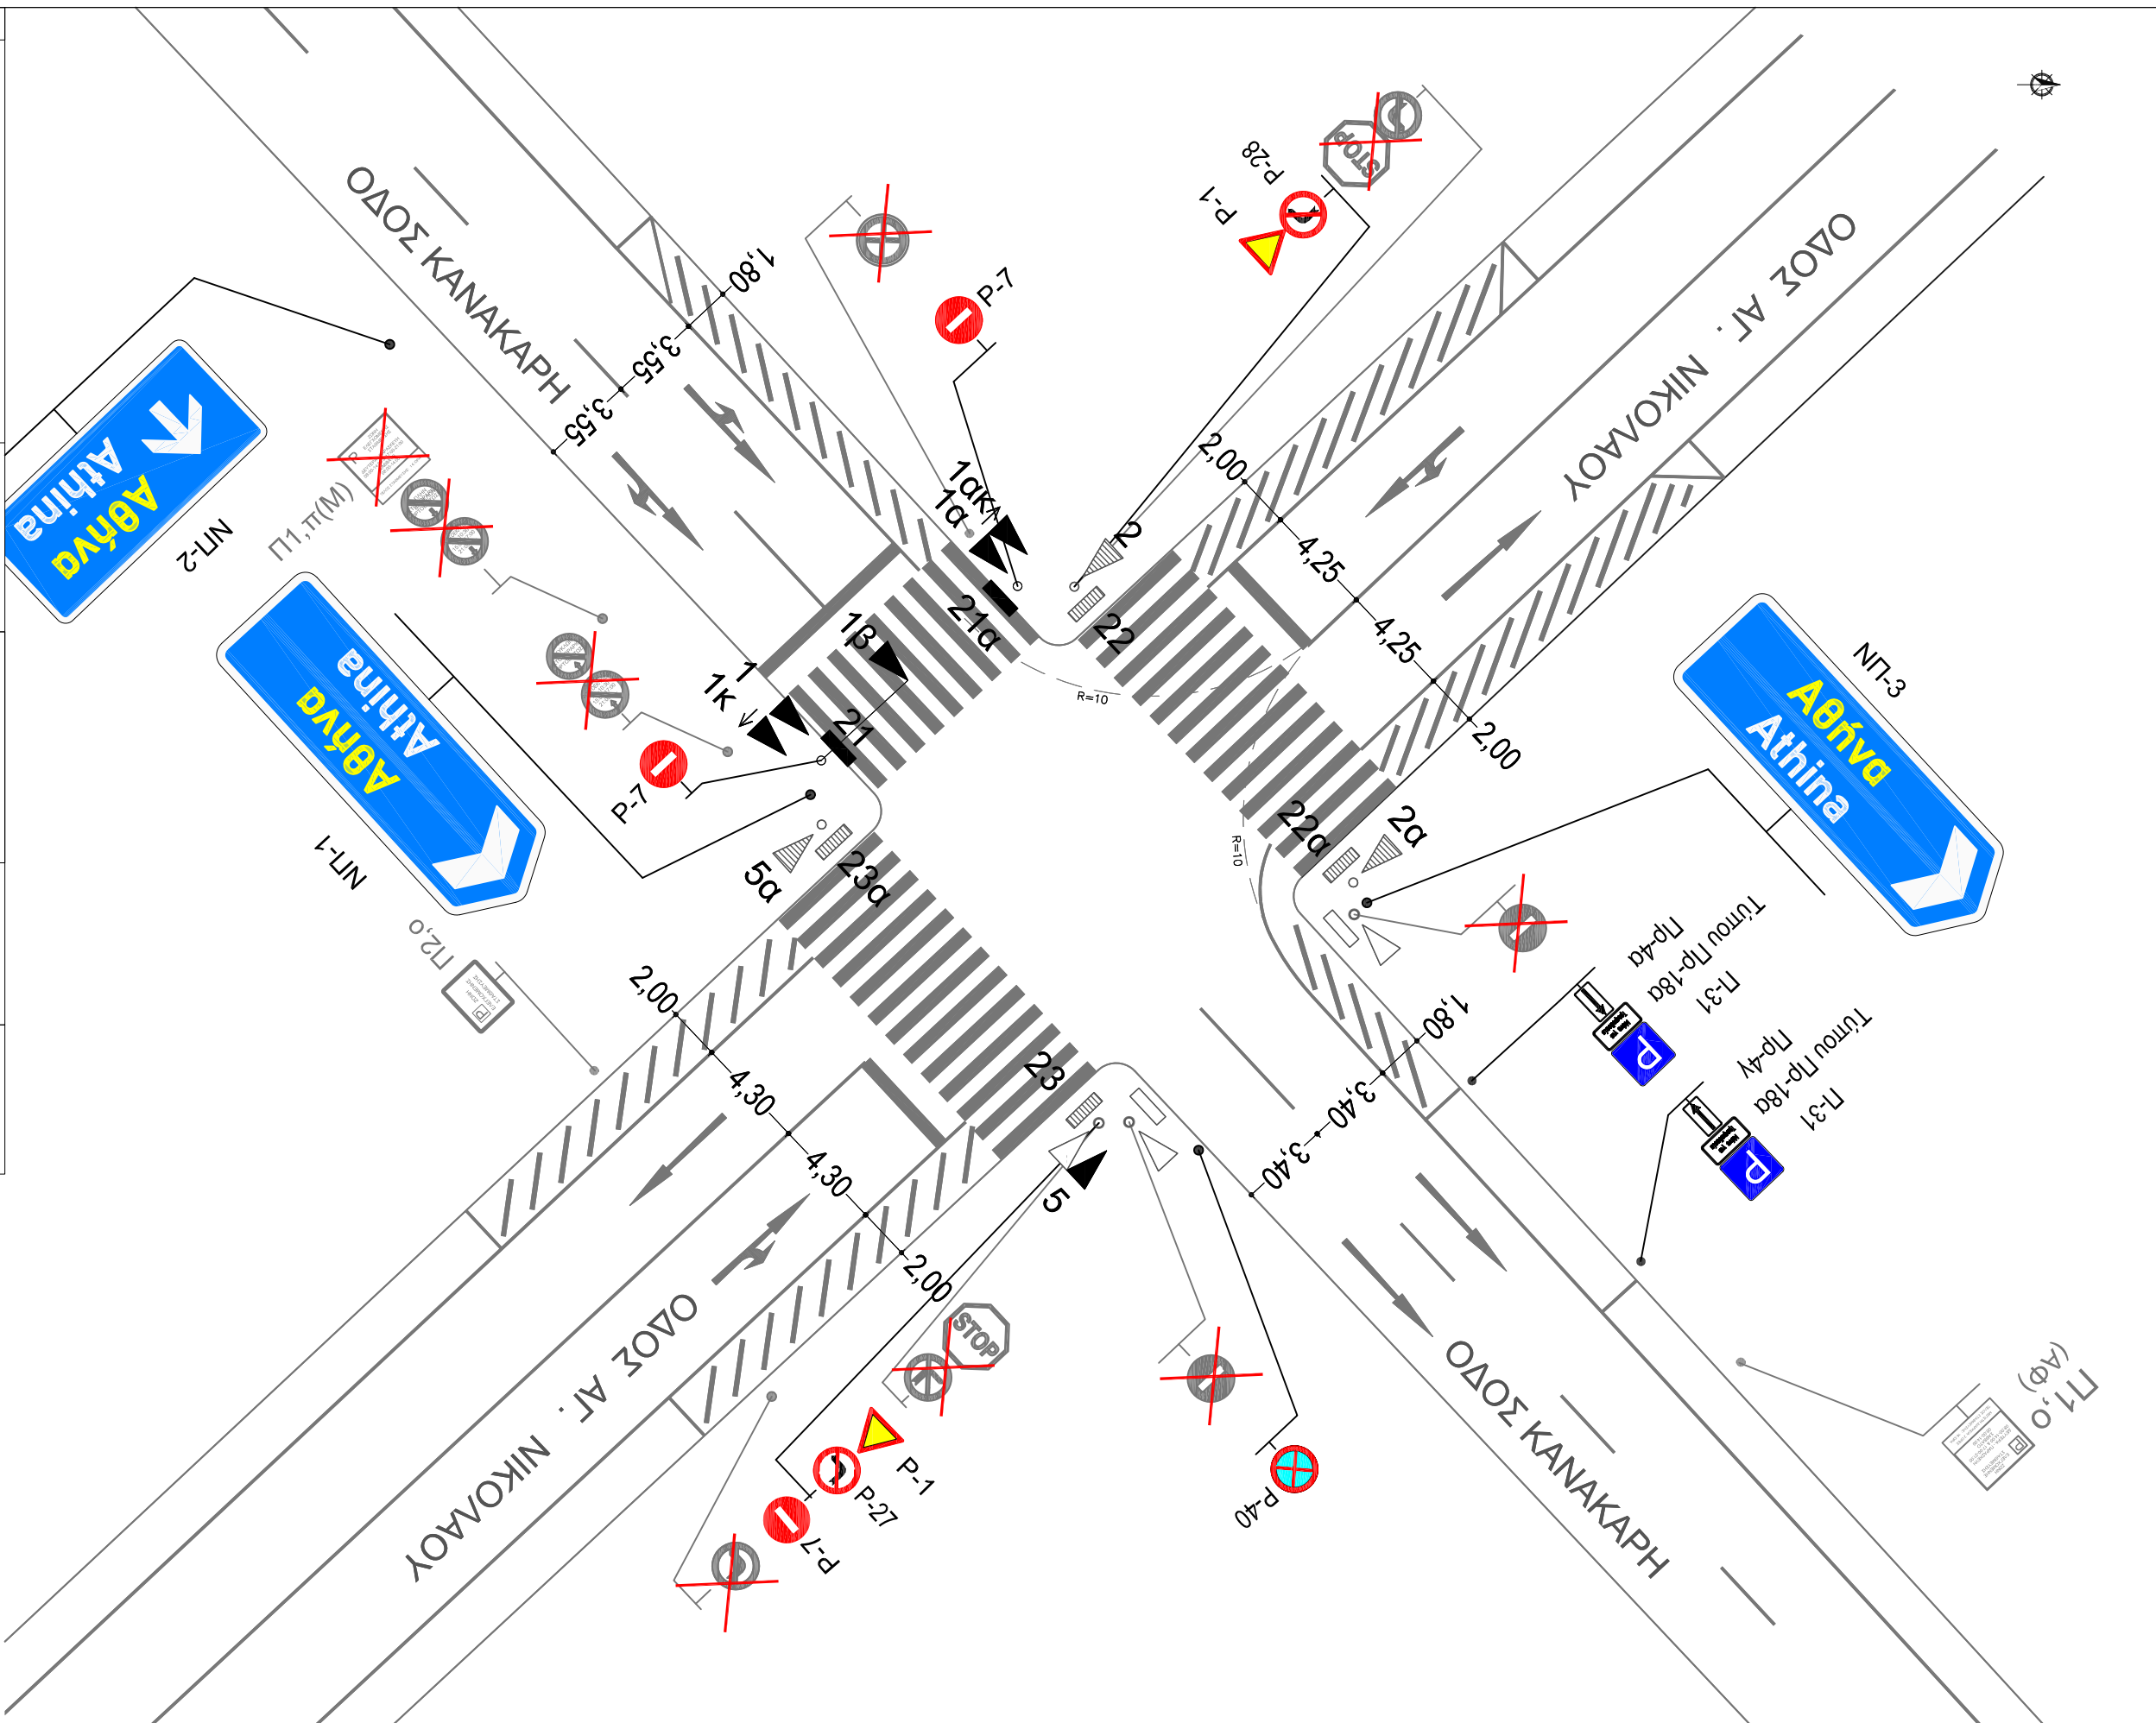 ΟΔΟΣ ΚΑΝΑΚΑΡΗ
1,80
3,55
3,55
P-7
P-28
P-1
STOP
ΟΔΟΣ ΑΓ. ΝΙΚΟΛΑΟΥ
Αθήνα
Athina
ΝΠ-2
Π1,π(Μ)
1ακ
1α
2
2,00
4,25
4,25
2,00
21α
22
1β
1
1κ
21
R=10
R=10
Αθήνα
Athina
ΝΠ-1
P-7
Αθήνα
Athina
ΝΠ-3
5α
23α
22α
2α
Π2,ο
2,00
4,30
4,30
2,00
23
5
1,80
3,40
3,40
Πρ-4α
Τύπου Πρ-18α
Π-31
P
Πρ-4γ
Τύπου Πρ-18α
Π-31
P
ΟΔΟΣ ΑΓ. ΝΙΚΟΛΑΟΥ
STOP
P-1
P-27
P-7
P-40
ΟΔΟΣ ΚΑΝΑΚΑΡΗ
Π1,ο
(ΑΦ)